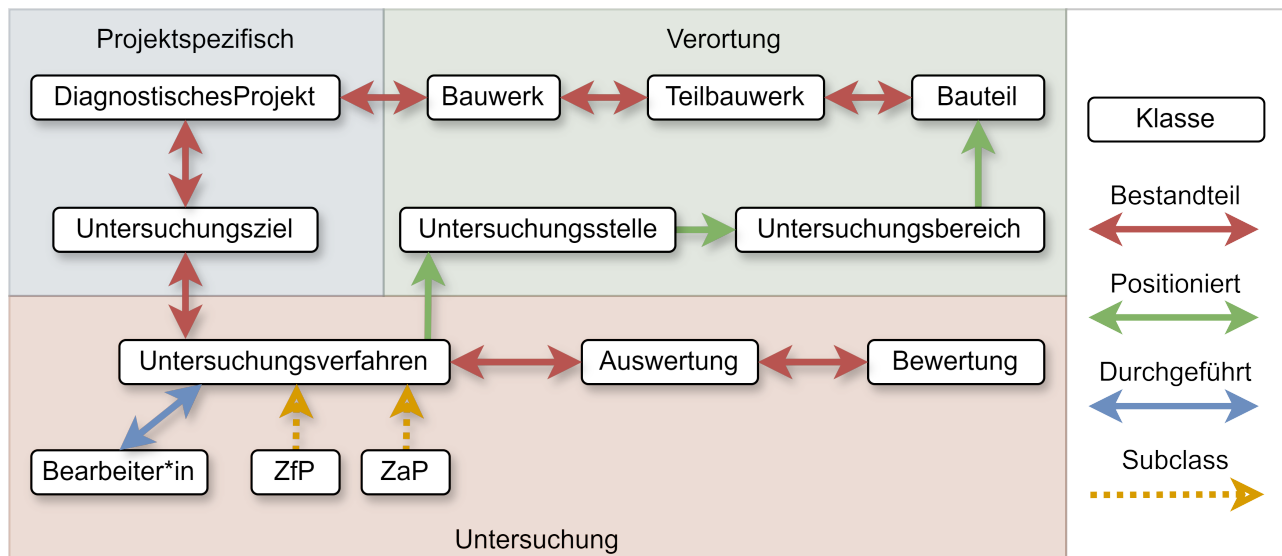 Projektspezifisch
Verortung
DiagnostischesProjekt
Bauwerk
Teilbauwerk
Bauteil
Klasse
Bestandteil
Untersuchungsziel
Untersuchungsstelle
Untersuchungsbereich
Positioniert
Untersuchungsverfahren
Auswertung
Bewertung
Durchgeführt
Bearbeiter*in
ZfP
ZaP
Subclass
Untersuchung